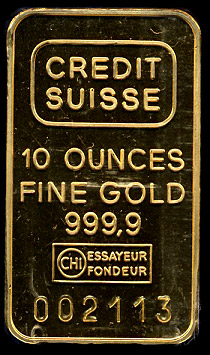 CREDIT
SUISSE
10 OUNCES
FINE GOLD
999,9
CHI ESSAYEUR
FONDEUR
002113